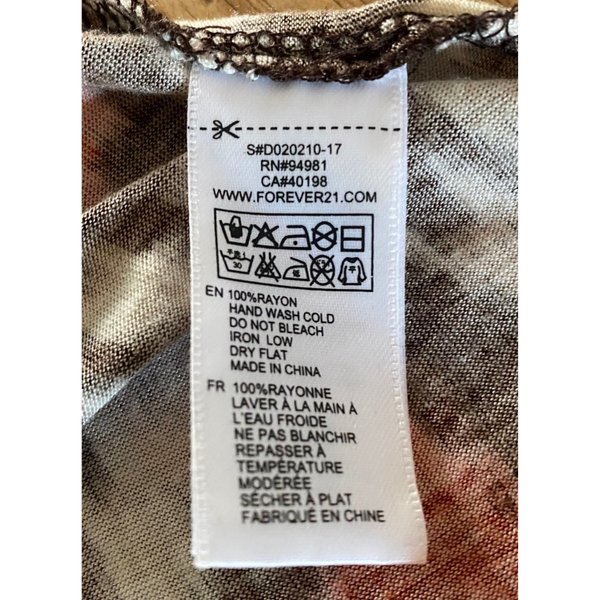 S#D020210-17
RN#94981
CA#40198
WWW.FOREVER21.COM
30
EN 100%RAYON
HAND WASH COLD
DO NOT BLEACH
IRON LOW
DRY FLAT
MADE IN CHINA
FR 100%RAYONNE
LAVER À LA MAIN À
L'EAU FROIDE
NE PAS BLANCHIR
REPASSER À
TEMPÉRATURE
MODÉRÉE
SÉCHER À PLAT
FABRIQUÉ EN CHINE